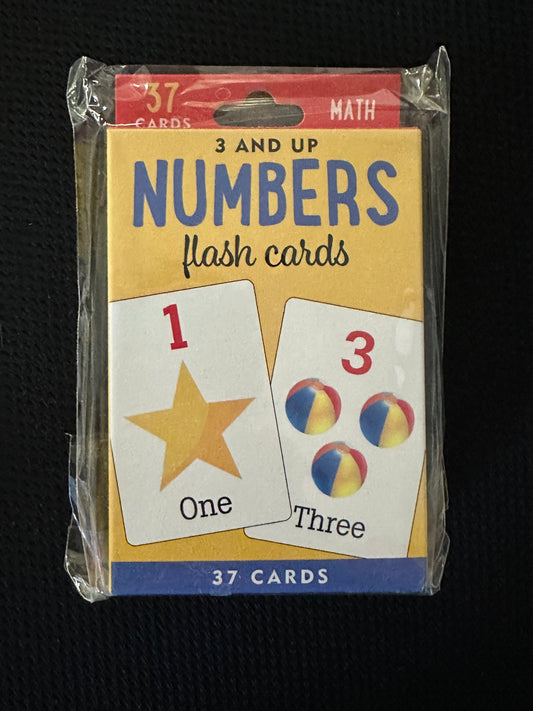 37
CARDS
MATH
3 AND UP
NUMBERS
flash cards
1
One
3
Three
37 CARDS